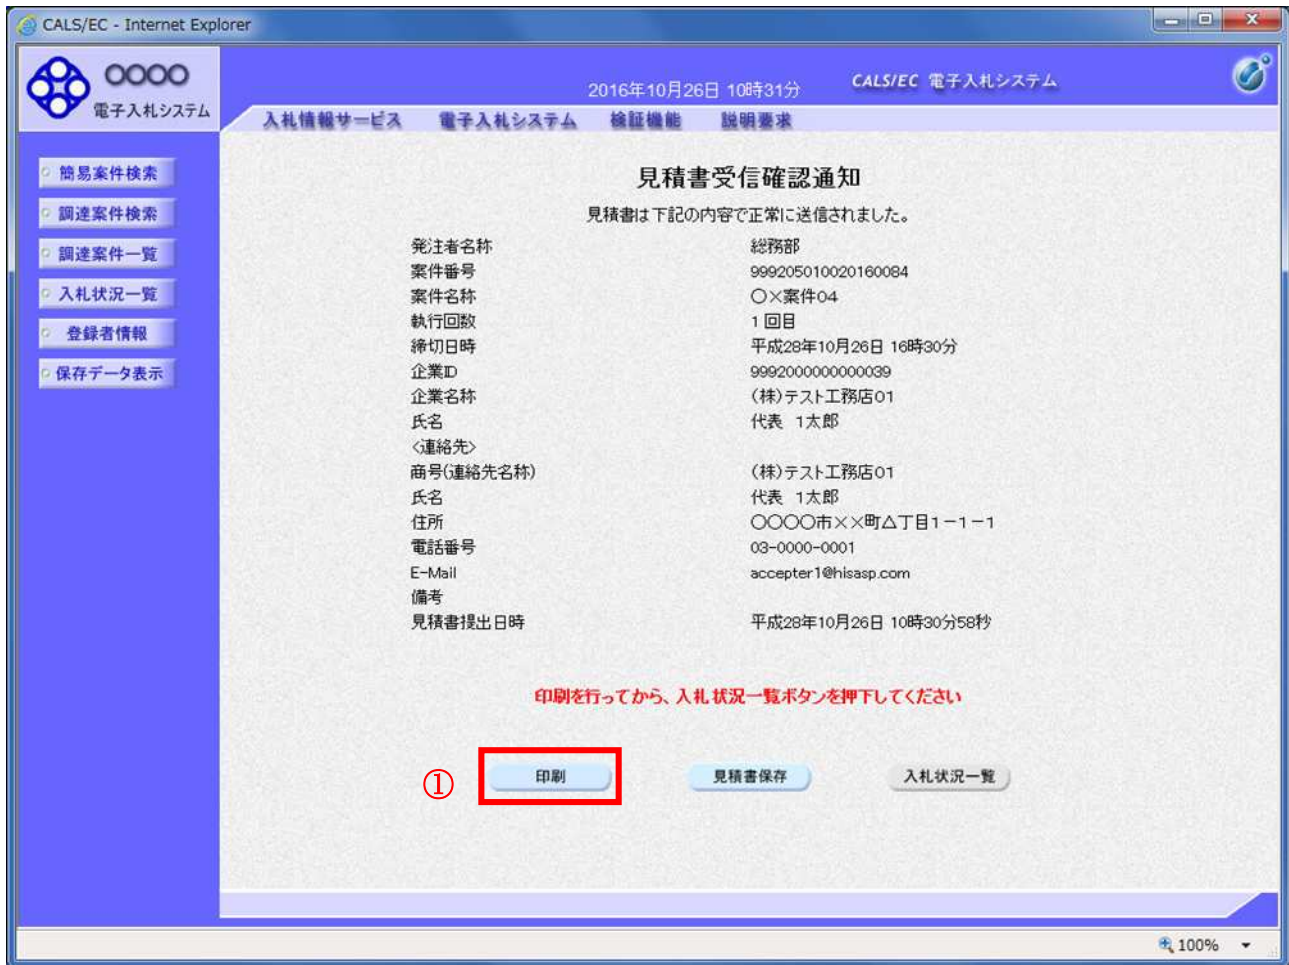 CALS/EC - Internet Explorer
○○○○
電子入札システム
2016年10月26日 10時31分
CALS/EC 電子入札システム
入札情報サービス 電子入札システム 検証機能 説明要求
簡易案件検索
調達案件検索
調達案件一覧
入札状況一覧
登録者情報
保存データ表示
見積書受信確認通知
見積書は下記の内容で正常に送信されました。
発注者名称 総務部
案件番号 999205010020160084
案件名称 ○×案件04
執行回数 1回目
締切日時 平成28年10月26日 16時30分
企業ID 9992000000000039
企業名称 (株)テスト工務店01
氏名 代表 1太郎
<連絡先>
商号(連絡先名称) (株)テスト工務店01
氏名 代表 1太郎
住所 ○○○○市××町△丁目1-1-1
電話番号 03-0000-0001
E-Mail accepter1@hisasp.com
備考
見積書提出日時 平成28年10月26日 10時30分58秒
印刷を行ってから、入札状況一覧ボタンを押下してください
① 印刷 見積書保存 入札状況一覧
100%